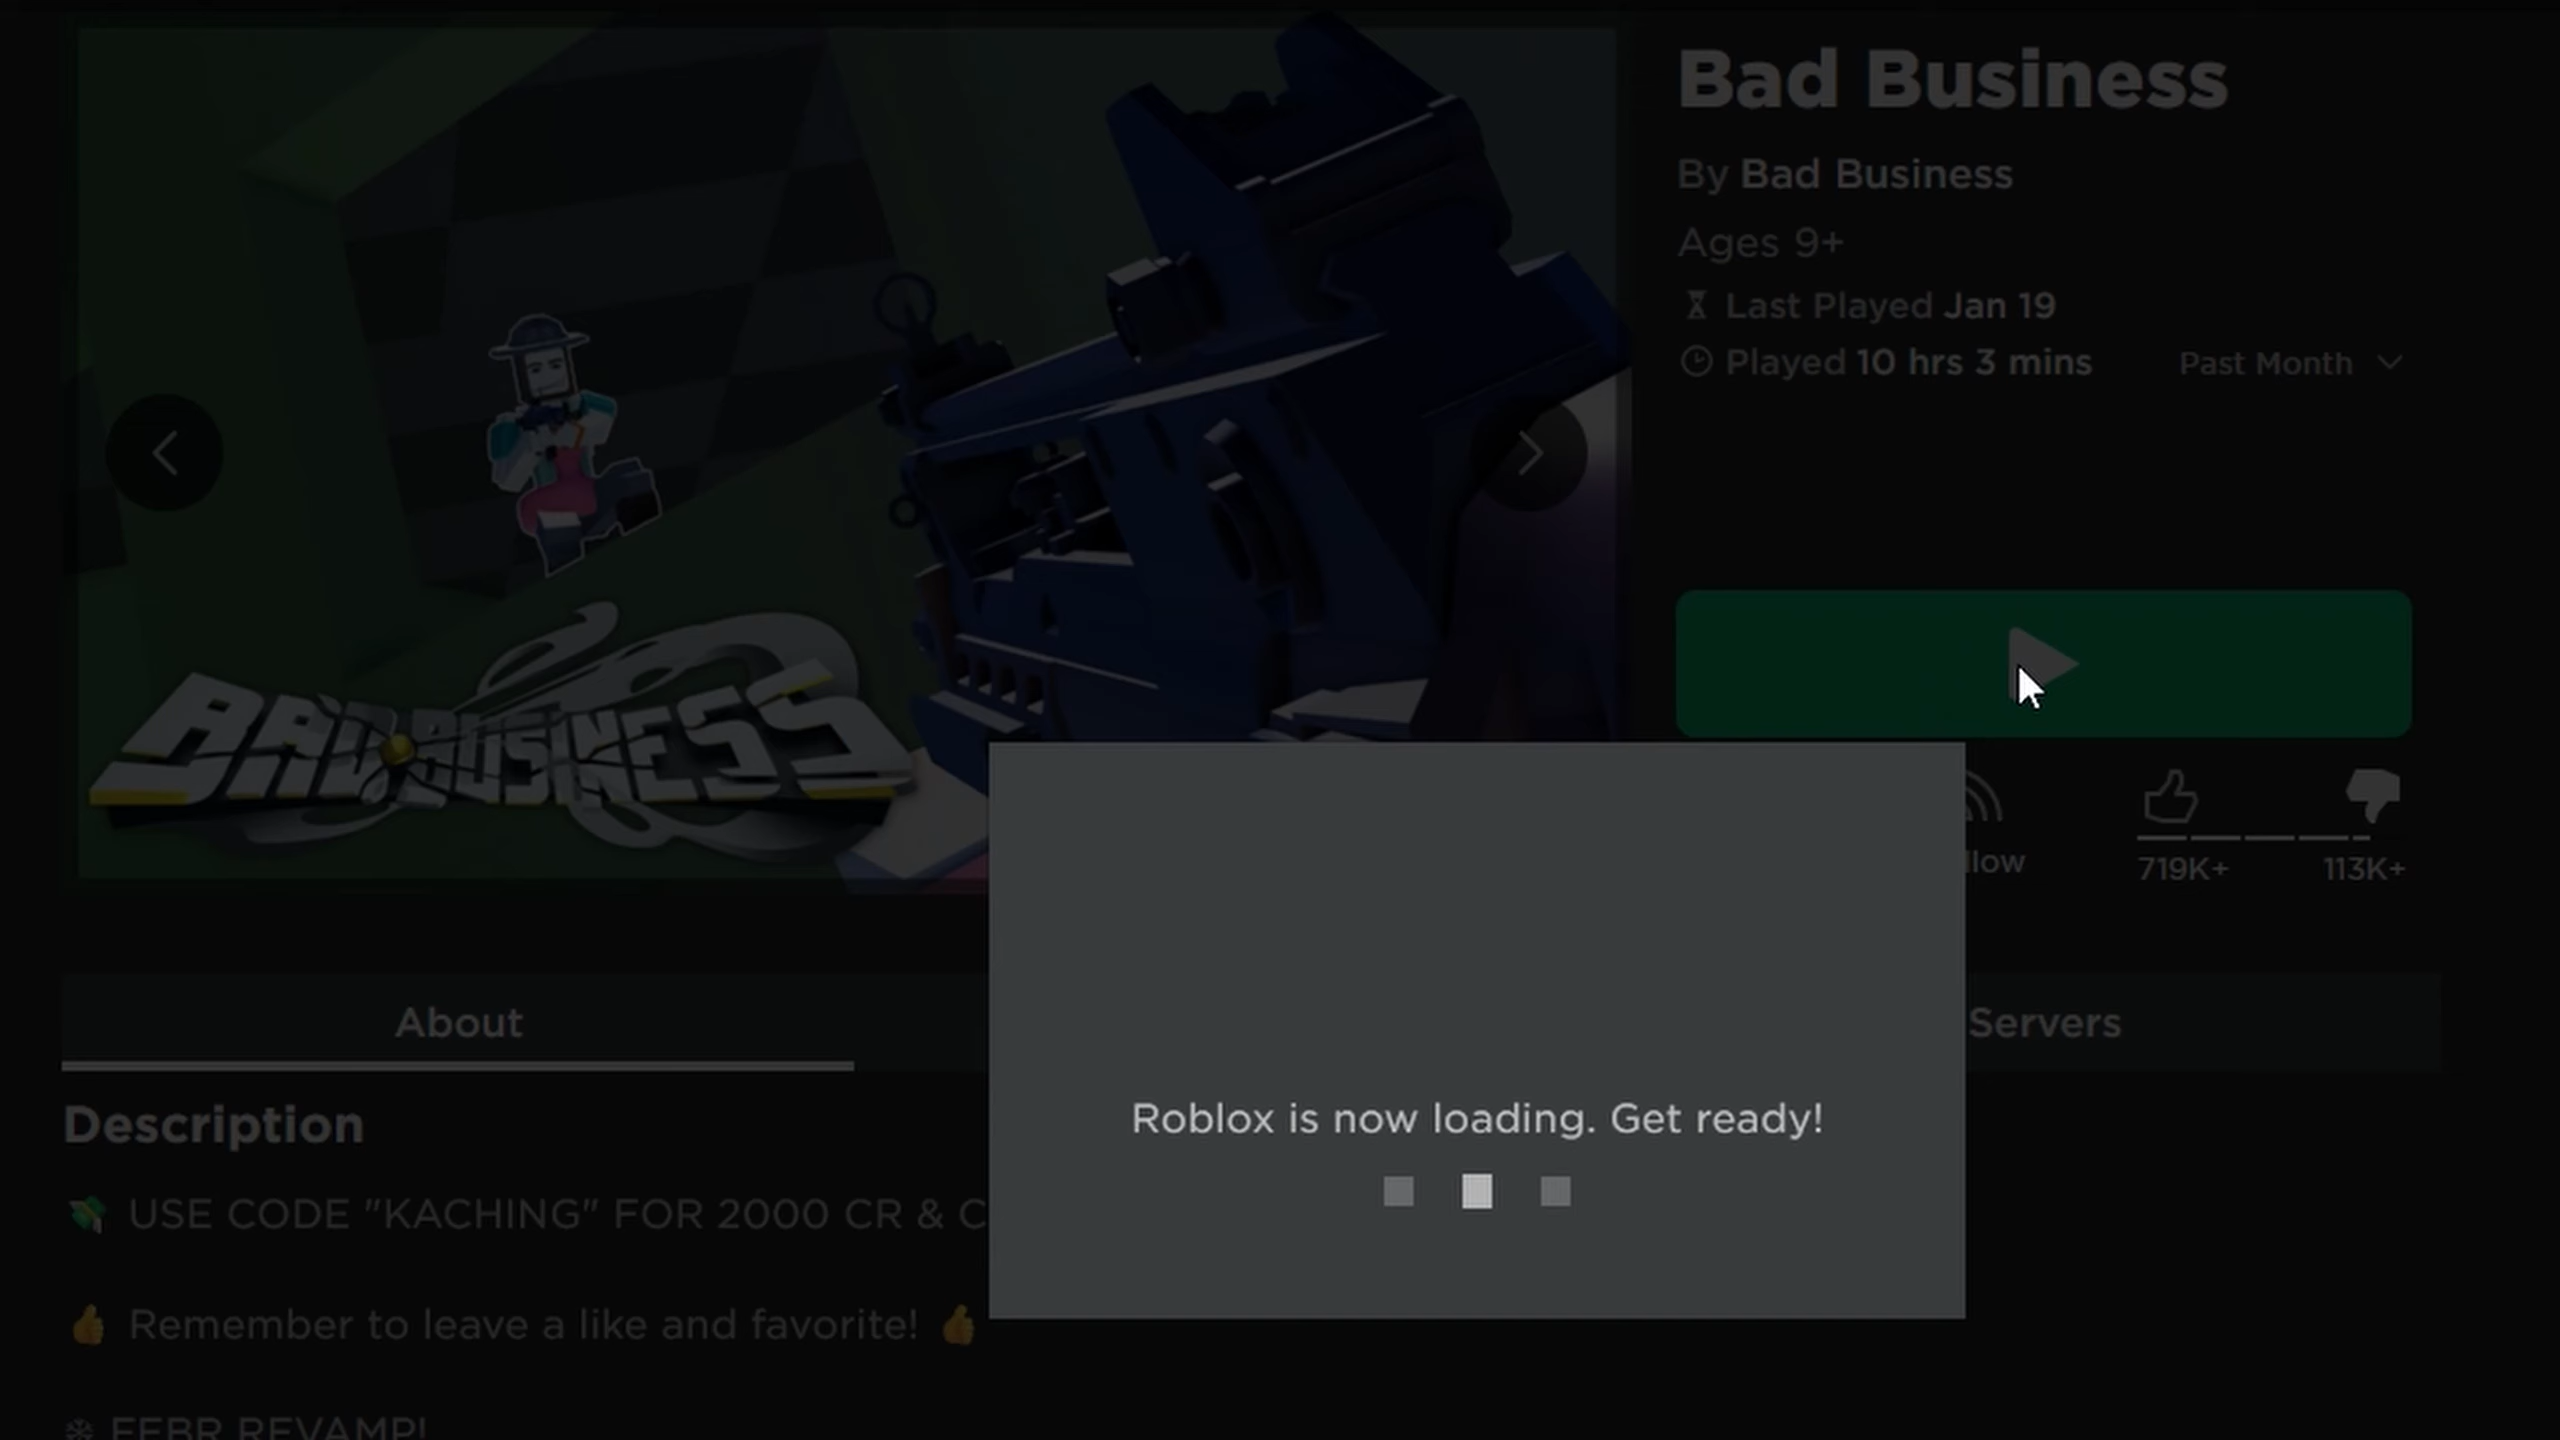 Bad Business
By Bad Business
Ages 9+
Last Played Jan 19
Played 10 hrs 3 mins
Past Month
BAD BUSINESS
llow
719K+
113K+
About
Servers
Description
USE CODE "KACHING" FOR 2000 CR & C
Remember to leave a like and favorite!
FEBR REVAMP!
Roblox is now loading. Get ready!